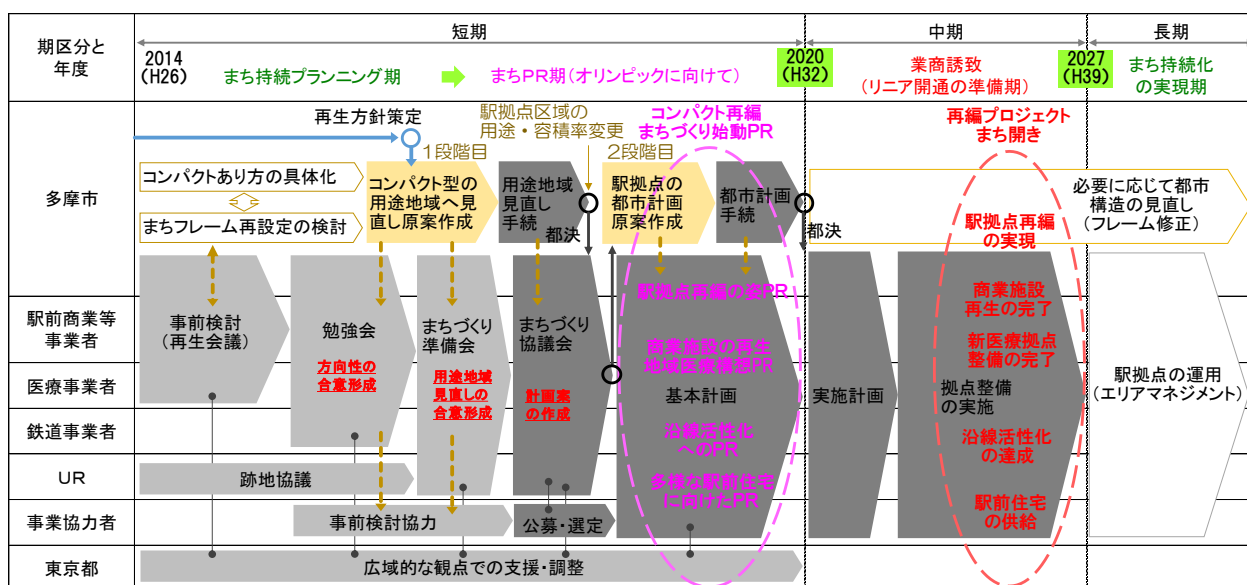 期区分と
年度
短期
中期
長期
2014
(H26)
まち持続プランニング期
まちPR期(オリンピックに向けて)
2020
(H32)
業商誘致
(リニア開通の準備期)
2027
(H39)
まち持続化
の実現期
多摩市
再生方針策定
駅拠点区域の
用途・容積率変更
コンパクト再編
まちづくり始動PR
再編プロジェクト
まち開き
1段階目
2段階目
コンパクトあり方の具体化
まちフレーム再設定の検討
コンパクト型の
用途地域へ見
直し原案作成
用途地域
見直し
手続
都決
駅拠点の
都市計画
原案作成
都市計画
手続
都決
必要に応じて都市
構造の見直し
(フレーム修正)
駅拠点再編
の実現
駅前商業等
事業者
医療事業者
鉄道事業者
UR
事業協力者
東京都
事前検討
(再生会議)
勉強会
方向性の
合意形成
まちづくり
準備会
用途地域
見直しの
合意形成
まちづくり
協議会
計画案
の作成
駅拠点再編の姿PR
商業施設の再生
地域医療構想PR
基本計画
沿線活性化
へのPR
多様な駅前住宅
に向けたPR
実施計画
商業施設
再生の完了
新医療拠点
整備の完了
拠点整備
の実施
沿線活性化
の達成
駅前住宅
の供給
駅拠点の運用
(エリアマネジメント)
跡地協議
事前検討協力
公募・選定
広域的な観点での支援・調整